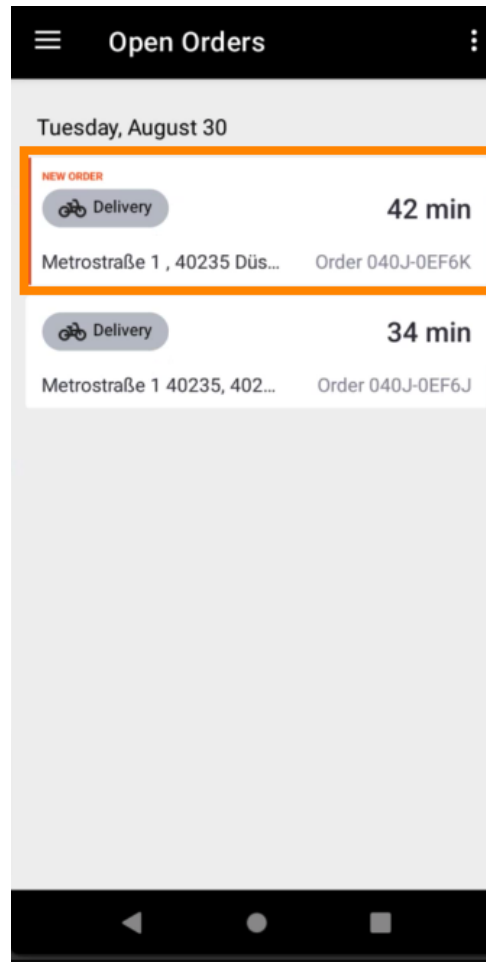 Open Orders
Tuesday, August 30
NEW ORDER
Delivery
42 min
Metrostraße 1 , 40235 Düs... Order 040J-0EF6K
Delivery
34 min
Metrostraße 1 40235, 402... Order 040J-0EF6J